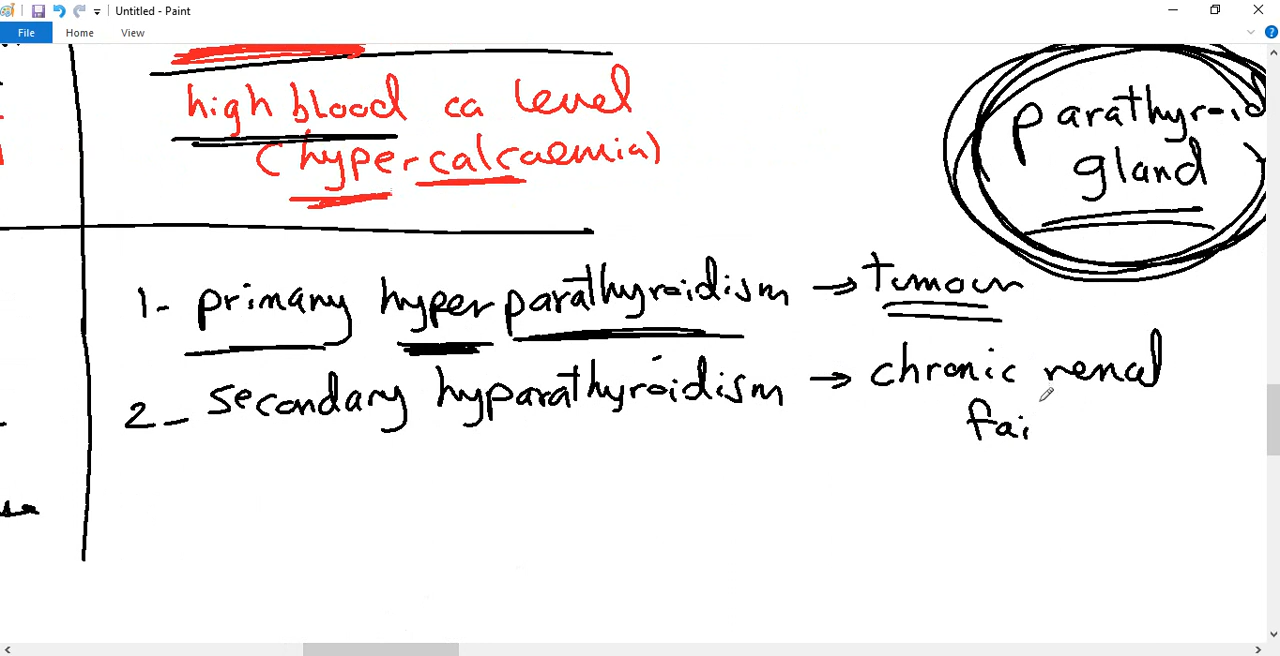 Untitled - Paint
File Home View
high blood ca level
(hypercalcaemia)
parathyroid
gland
1- primary hyperparathyroidism → tumour
2- secondary hyparathyroidism → chronic renal
fai